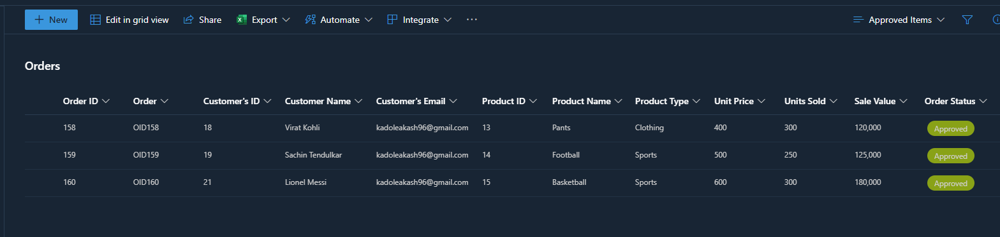 New Edit in grid view Share Export Automate Integrate ... Approved Items
Orders
Order ID Order Customer's ID Customer Name Customer's Email Product ID Product Name Product Type Unit Price Units Sold Sale Value Order Status
158 OID158 18 Virat Kohli kadoleakash96@gmail.com 13 Pants Clothing 400 300 120,000 Approved
159 OID159 19 Sachin Tendulkar kadoleakash96@gmail.com 14 Football Sports 500 250 125,000 Approved
160 OID160 21 Lionel Messi kadoleakash96@gmail.com 15 Basketball Sports 600 300 180,000 Approved